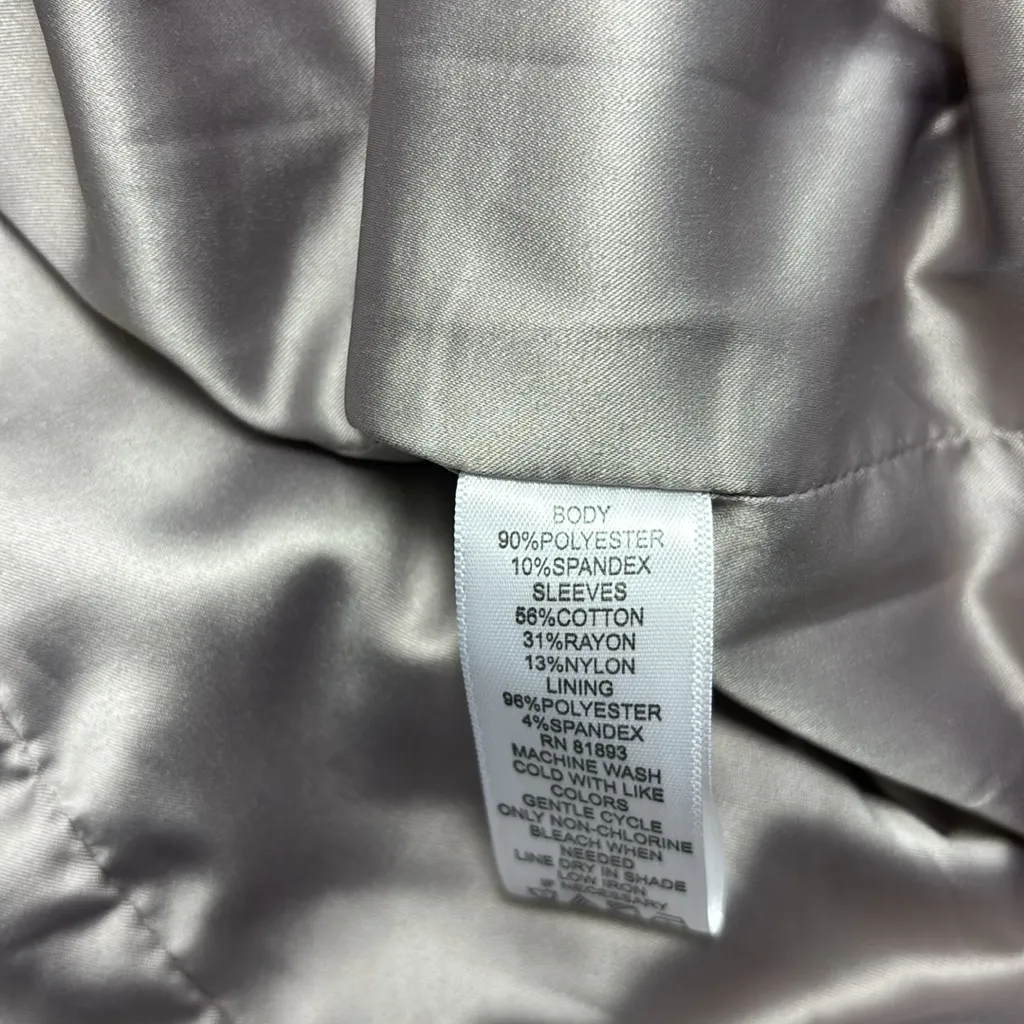 BODY
90%POLYESTER
10%SPANDEX
SLEEVES
56%COTTON
31%RAYON
13%NYLON
LINING
96%POLYESTER
4%SPANDEX
RN 81893
MACHINE WASH
COLD WITH LIKE
COLORS
GENTLE CYCLE
ONLY NON-CHLORINE
BLEACH WHEN
NEEDED
LINE DRY IN SHADE
LOW IRON
IF NECESSARY